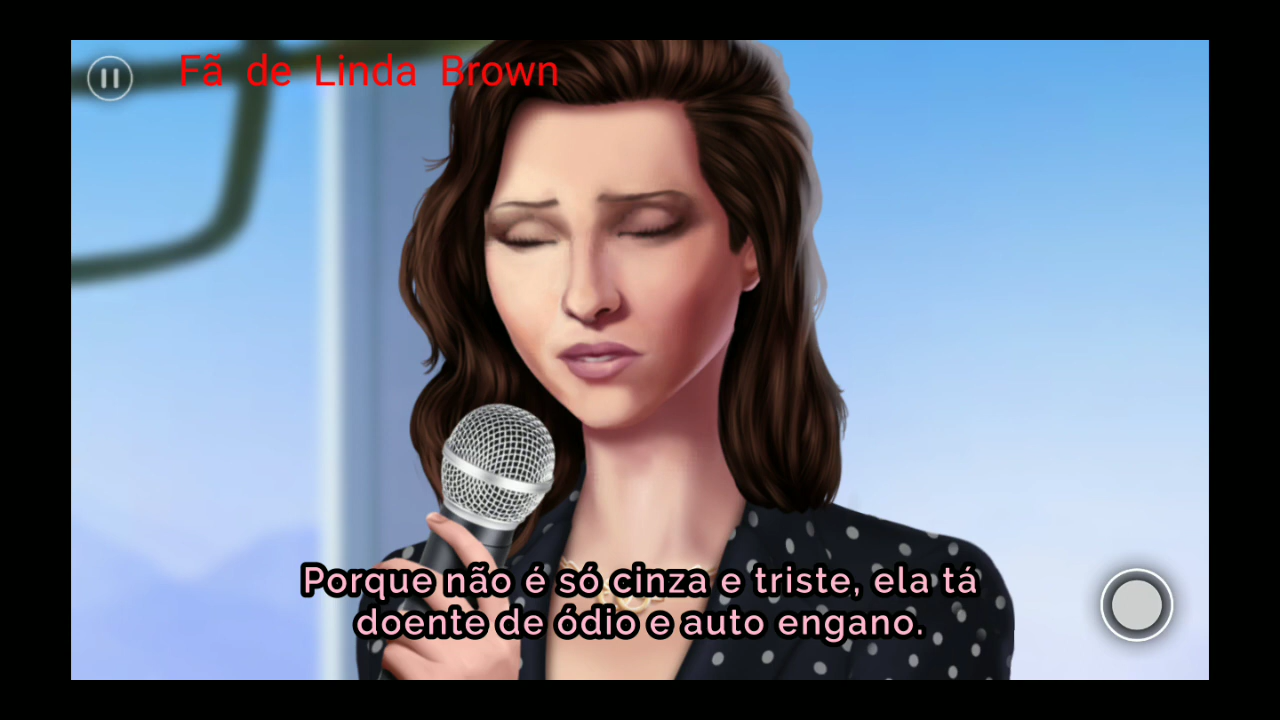 Fã de Linda Brown
Porque não é só cinza e triste, ela tá
doente de ódio e auto engano.